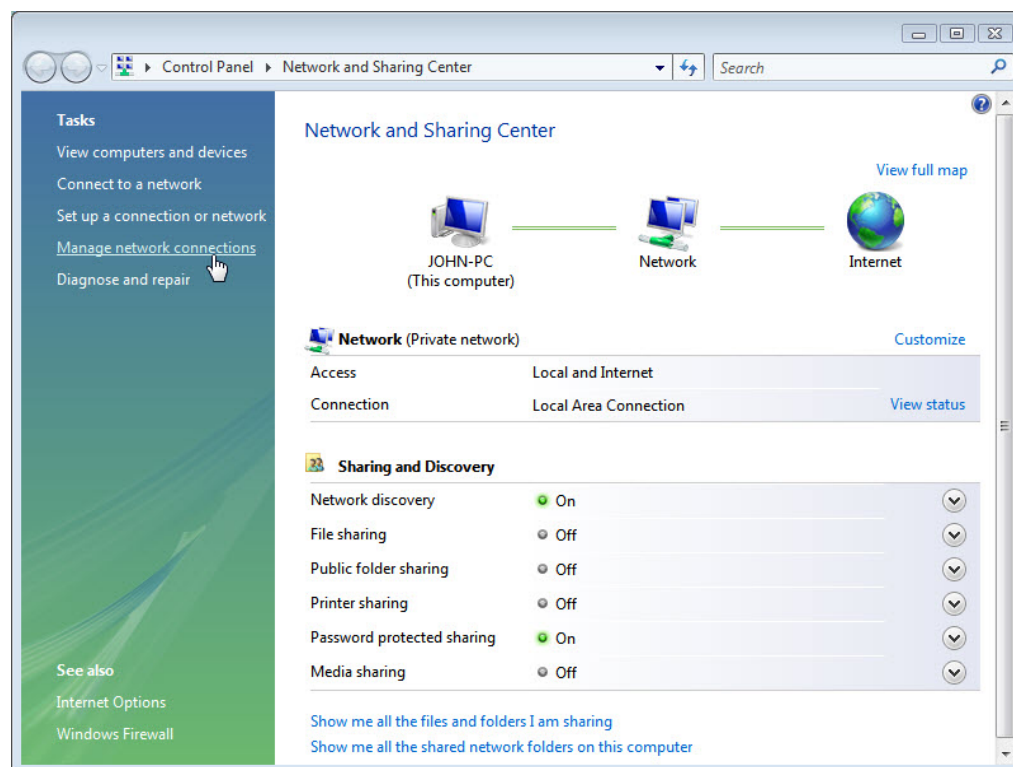 Control Panel Network and Sharing Center Search
Tasks
View computers and devices
Connect to a network
Set up a connection or network
Manage network connections
Diagnose and repair
See also
Internet Options
Windows Firewall
Network and Sharing Center
View full map
JOHN-PC
(This computer)
Network
Internet
Network (Private network) Customize
Access Local and Internet
Connection Local Area Connection View status
Sharing and Discovery
Network discovery On
File sharing Off
Public folder sharing Off
Printer sharing Off
Password protected sharing On
Media sharing Off
Show me all the files and folders I am sharing
Show me all the shared network folders on this computer